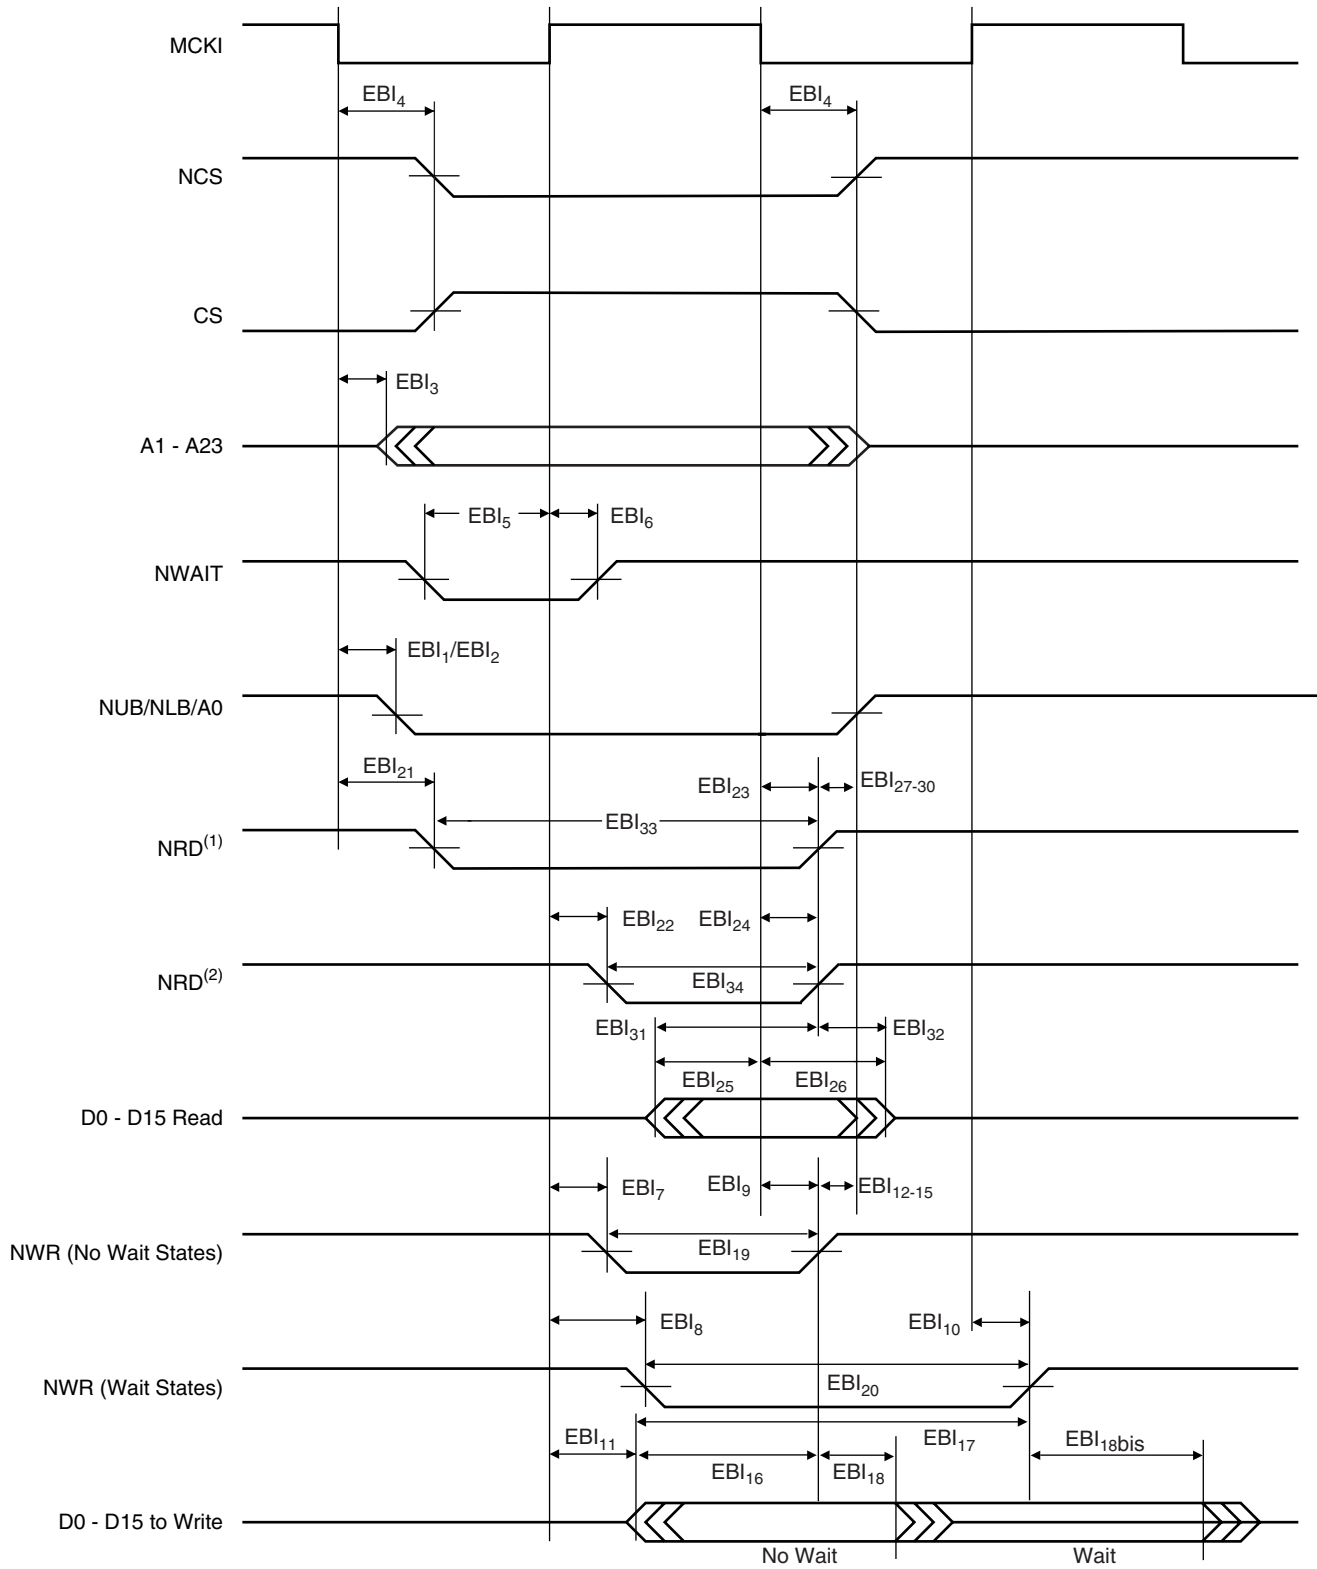 MCKI
EBI4 EBI4
NCS
CS
EBI3
A1 - A23
EBI5 EBI6
NWAIT
EBI1/EBI2
NUB/NLB/A0
EBI21 EBI23 EBI27-30
EBI33
NRD(1)
EBI22 EBI24
NRD(2)
EBI34
EBI31 EBI32
EBI25 EBI26
D0 - D15 Read
EBI7 EBI9 EBI12-15
NWR (No Wait States)
EBI19
EBI8 EBI10
NWR (Wait States)
EBI20
EBI11 EBI17 EBI18bis
EBI16 EBI18
D0 - D15 to Write
No Wait Wait